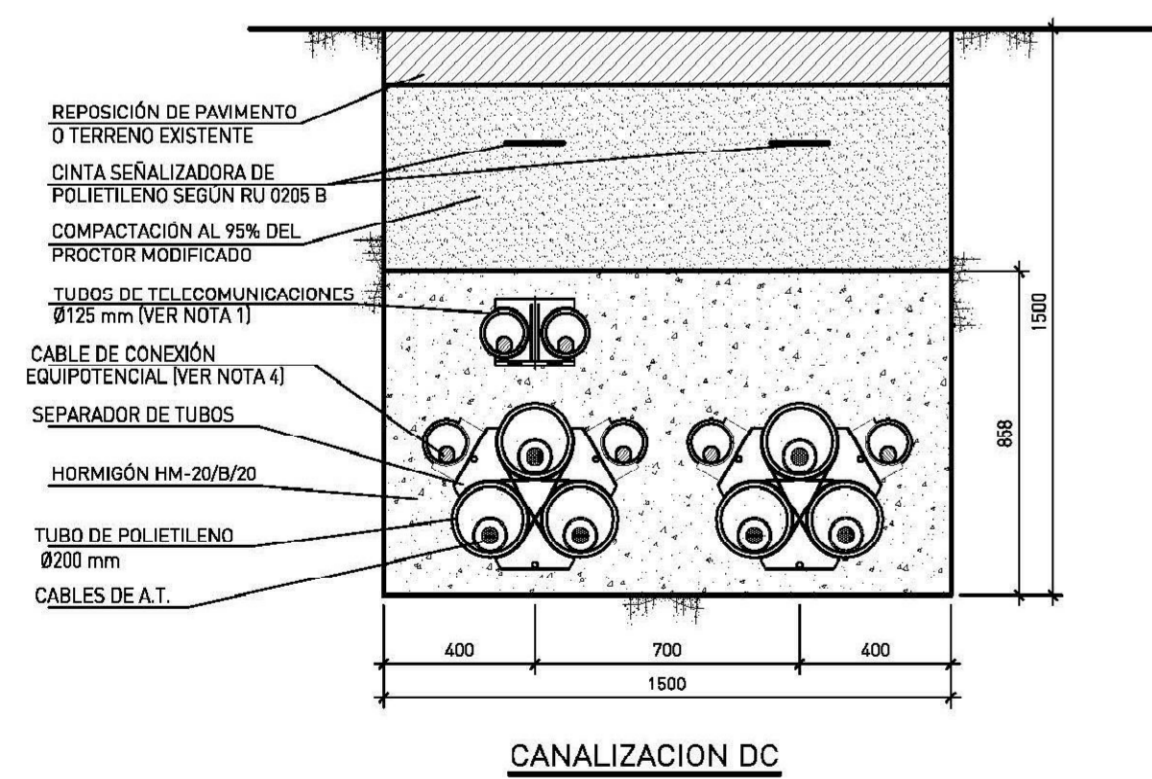 REPOSICIÓN DE PAVIMENTO
O TERRENO EXISTENTE
CINTA SEÑALIZADORA DE
POLIETILENO SEGÚN RU 0205 B
COMPACTACIÓN AL 95% DEL
PROCTOR MODIFICADO
TUBOS DE TELECOMUNICACIONES
Ø125 mm (VER NOTA 1)
CABLE DE CONEXIÓN
EQUIPOTENCIAL (VER NOTA 4)
SEPARADOR DE TUBOS
HORMIGÓN HM-20/B/20
TUBO DE POLIETILENO
Ø200 mm
CABLES DE A.T.
1500
858
400
700
400
1500
CANALIZACION DC